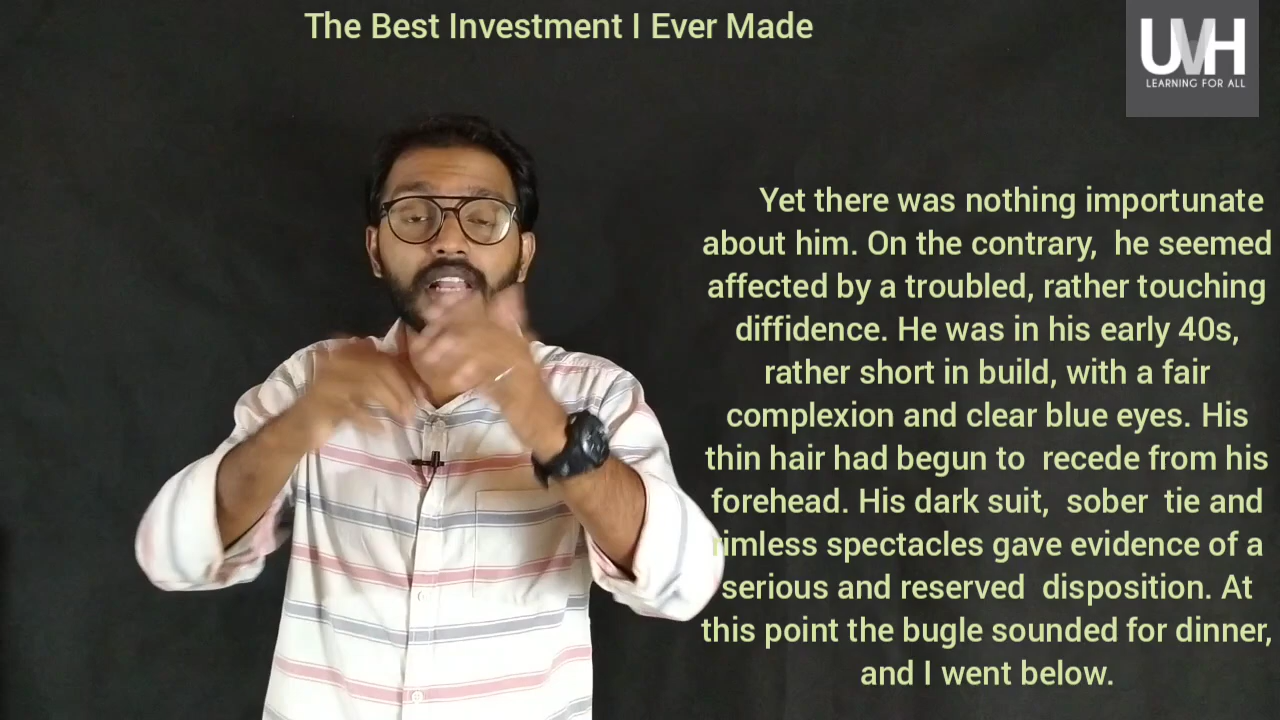 The Best Investment I Ever Made
UVH
LEARNING FOR ALL
Yet there was nothing importunate
about him. On the contrary, he seemed
affected by a troubled, rather touching
diffidence. He was in his early 40s,
rather short in build, with a fair
complexion and clear blue eyes. His
thin hair had begun to recede from his
forehead. His dark suit, sober tie and
rimless spectacles gave evidence of a
serious and reserved disposition. At
this point the bugle sounded for dinner,
and I went below.